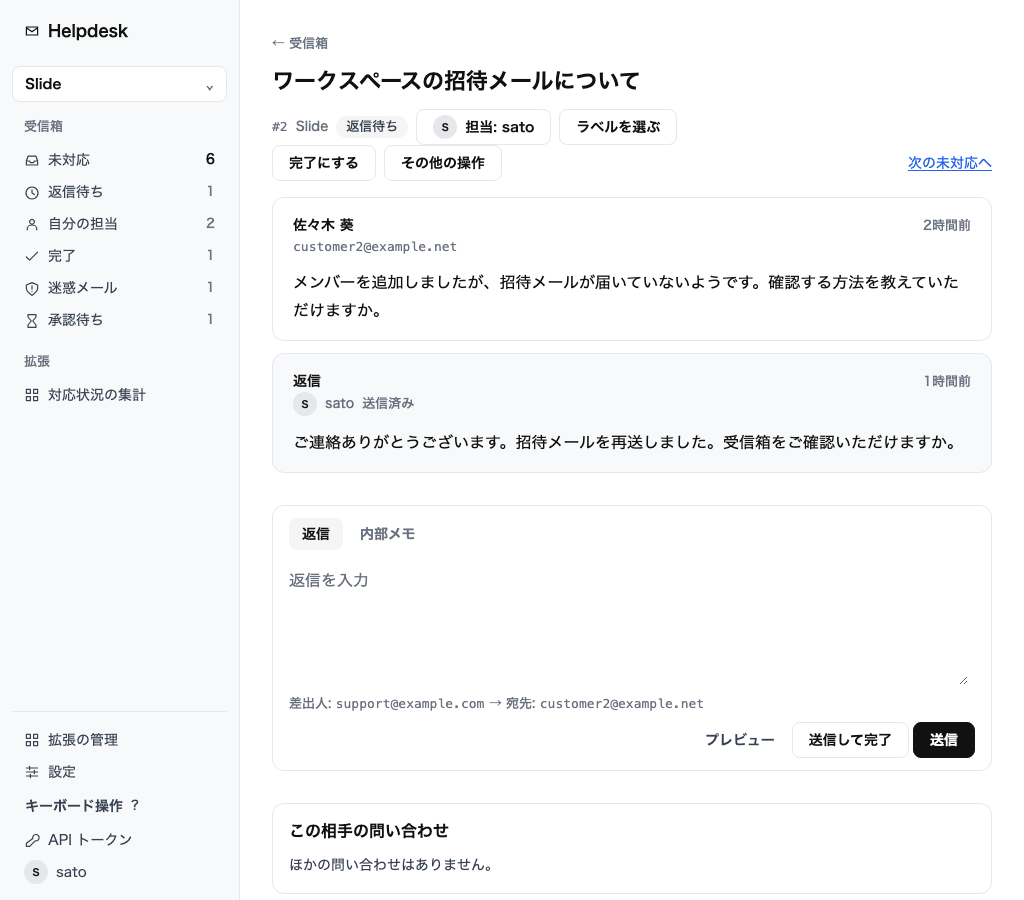 Helpdesk
Slide
受信箱
未対応 6
返信待ち 1
自分の担当 2
完了 1
迷惑メール 1
承認待ち 1
拡張
対応状況の集計
拡張の管理
設定
キーボード操作 ?
API トークン
S sato
← 受信箱
ワークスペースの招待メールについて
#2 Slide 返信待ち S 担当: sato ラベルを選ぶ
完了にする その他の操作 次の未対応へ
佐々木 葵 2時間前
customer2@example.net
メンバーを追加しましたが、招待メールが届いていないようです。確認する方法を教えていた
だけますか。
返信 1時間前
S sato 送信済み
ご連絡ありがとうございます。招待メールを再送しました。受信箱をご確認いただけますか。
返信 内部メモ
返信を入力
差出人: support@example.com → 宛先: customer2@example.net
プレビュー 送信して完了 送信
この相手の問い合わせ
ほかの問い合わせはありません。